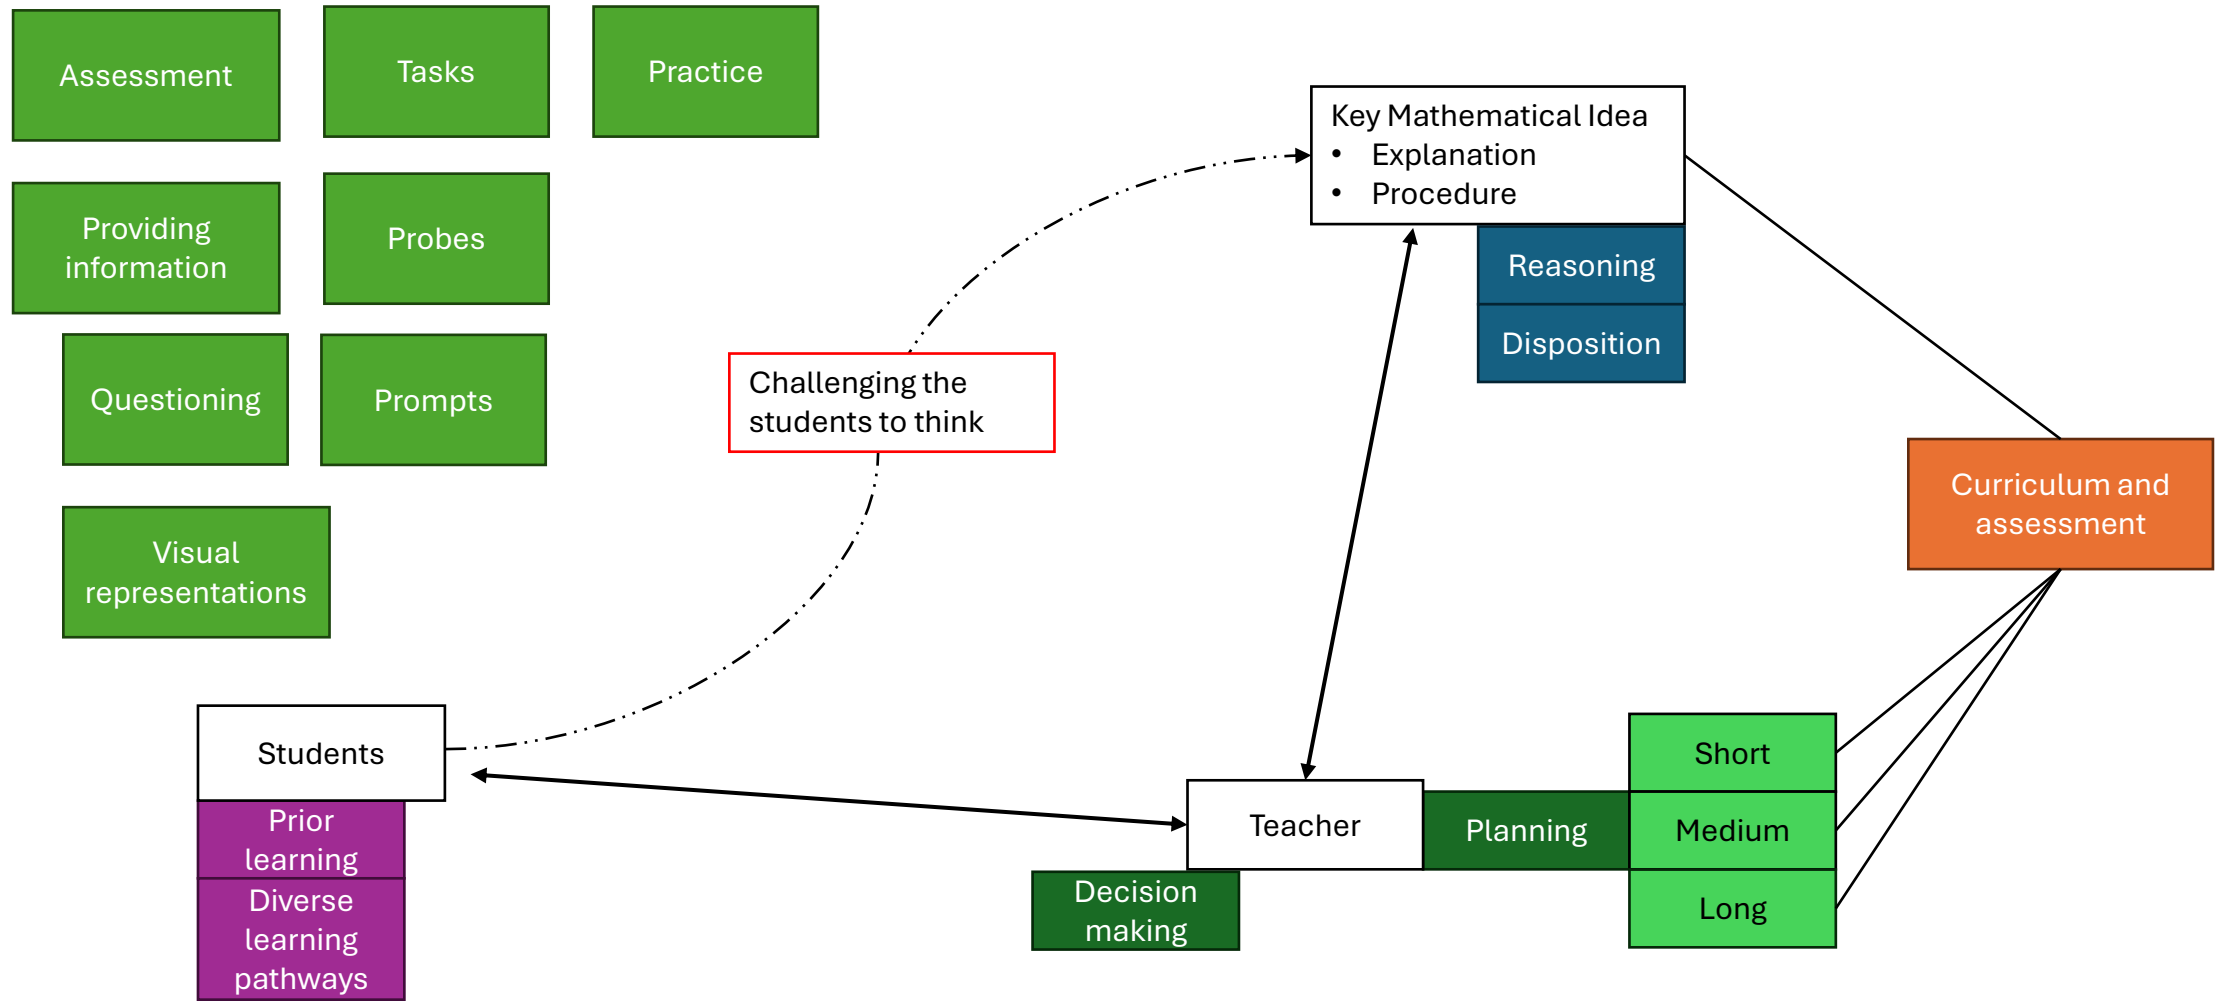 Assessment
Tasks
Practice
Key Mathematical Idea
• Explanation
• Procedure
Providing
information
Probes
Reasoning
Disposition
Questioning
Prompts
Challenging the
students to think
Curriculum and
assessment
Visual
representations
Students
Prior
learning
Diverse
learning
pathways
Teacher
Planning
Short
Medium
Long
Decision
making